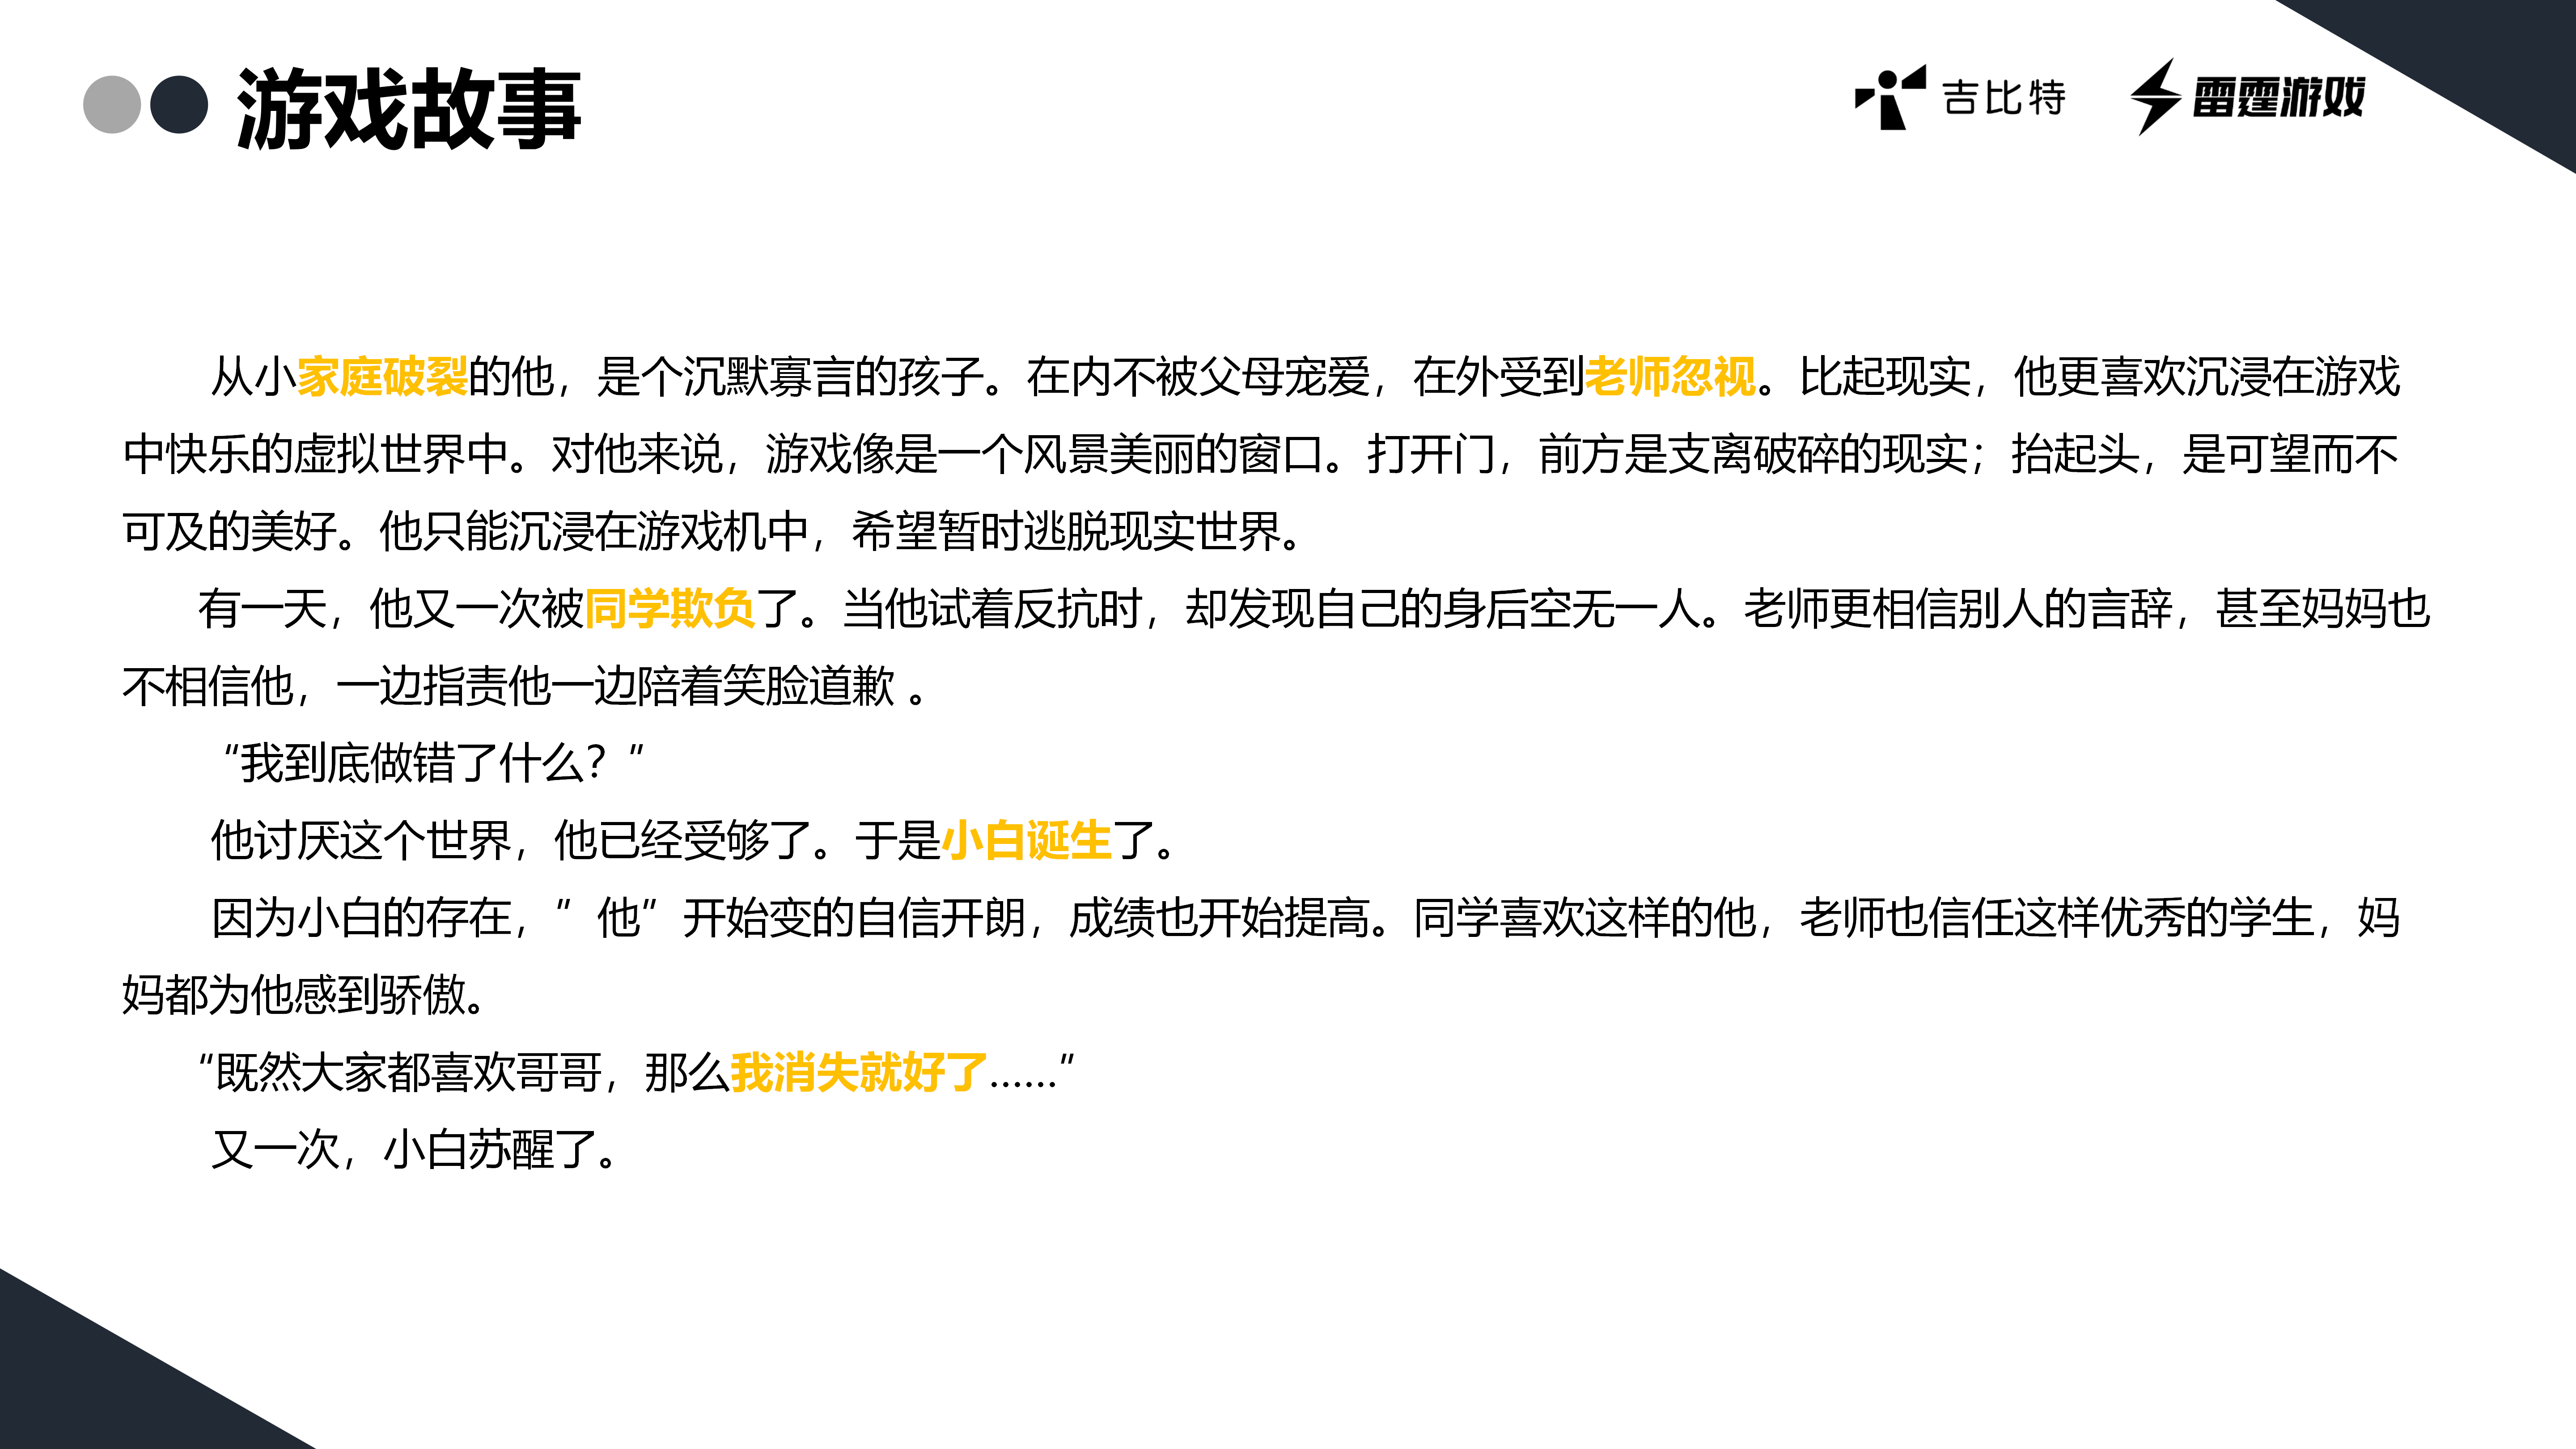 游戏故事
吉比特
雷霆游戏
从小家庭破裂的他，是个沉默寡言的孩子。在内不被父母宠爱，在外受到老师忽视。比起现实，他更喜欢沉浸在游戏
中快乐的虚拟世界中。对他来说，游戏像是一个风景美丽的窗口。打开门，前方是支离破碎的现实；抬起头，是可望而不
可及的美好。他只能沉浸在游戏机中，希望暂时逃脱现实世界。
有一天，他又一次被同学欺负了。当他试着反抗时，却发现自己的身后空无一人。老师更相信别人的言辞，甚至妈妈也
不相信他，一边指责他一边陪着笑脸道歉 。
“我到底做错了什么？”
他讨厌这个世界，他已经受够了。于是小白诞生了。
因为小白的存在，”他”开始变的自信开朗，成绩也开始提高。同学喜欢这样的他，老师也信任这样优秀的学生，妈
妈都为他感到骄傲。
“既然大家都喜欢哥哥，那么我消失就好了……”
又一次，小白苏醒了。